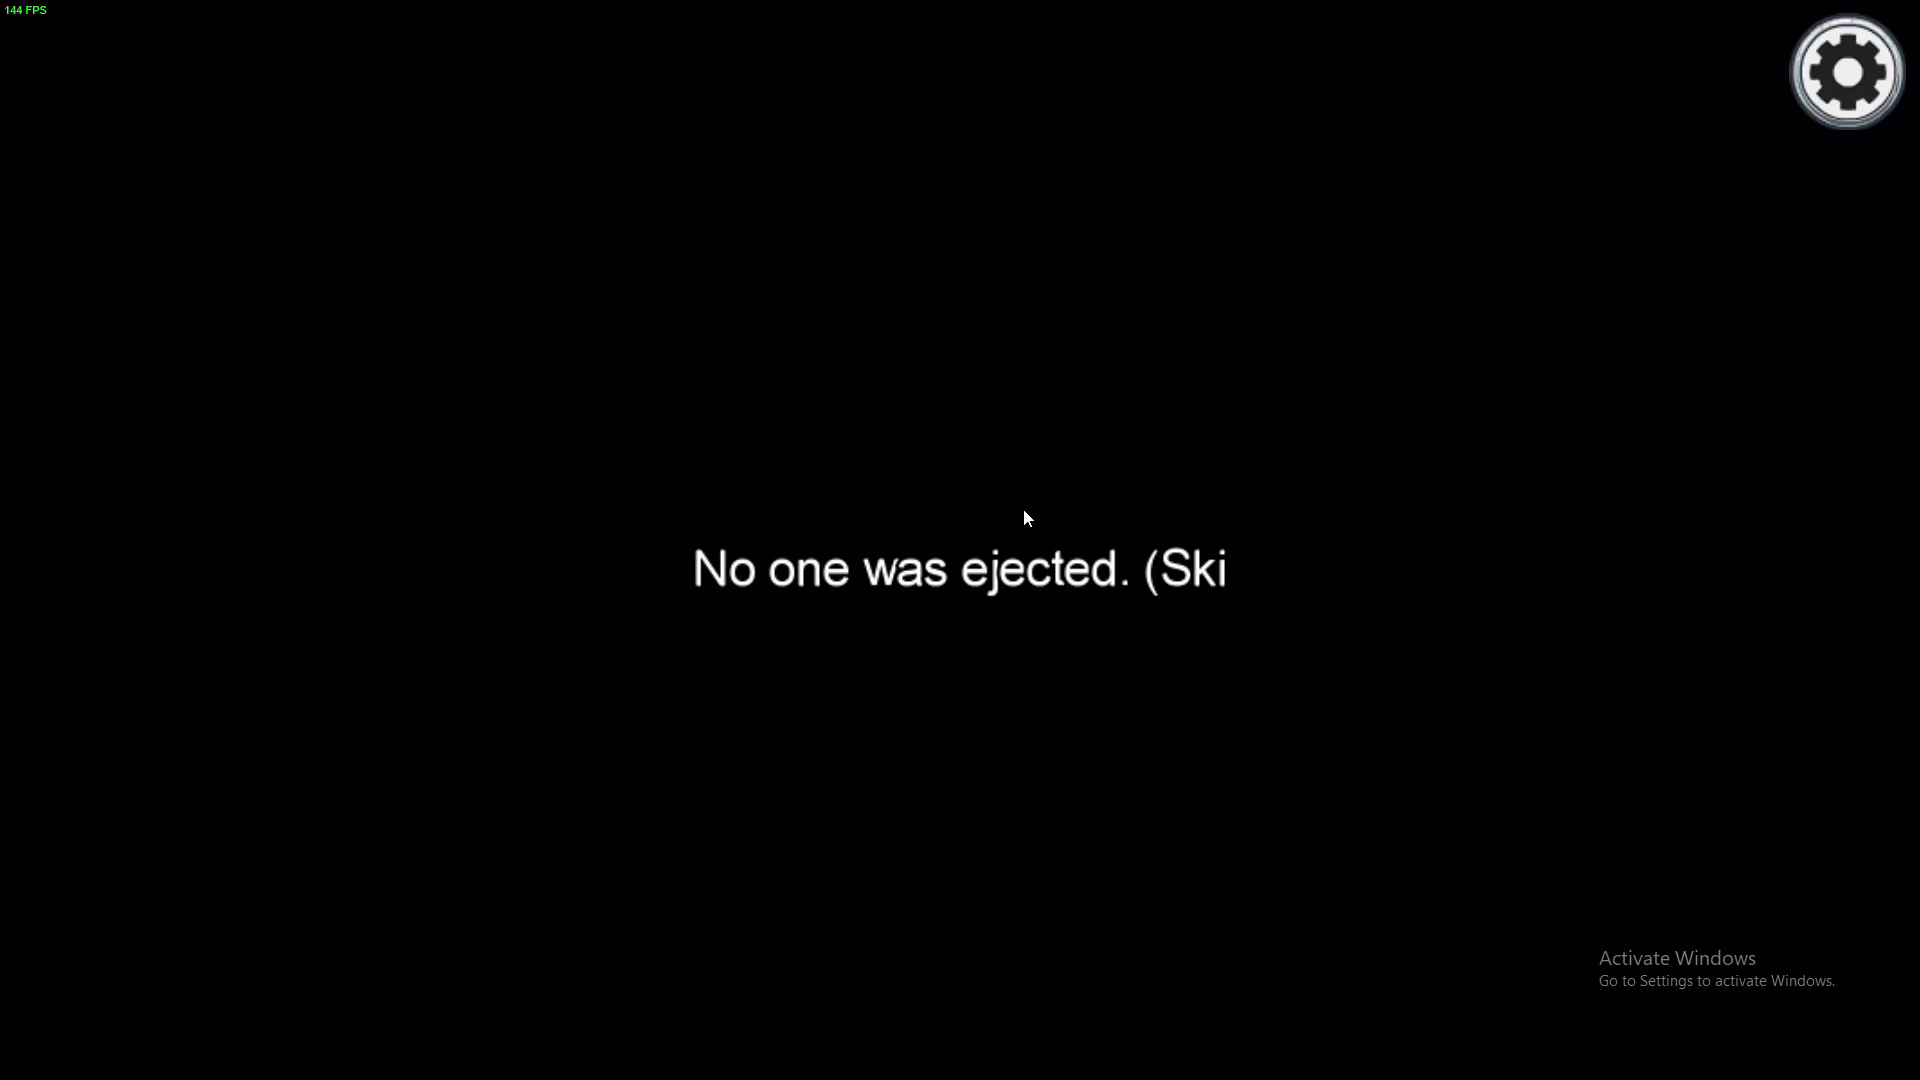 144 FPS
No one was ejected. (Ski
Activate Windows
Go to Settings to activate Windows.